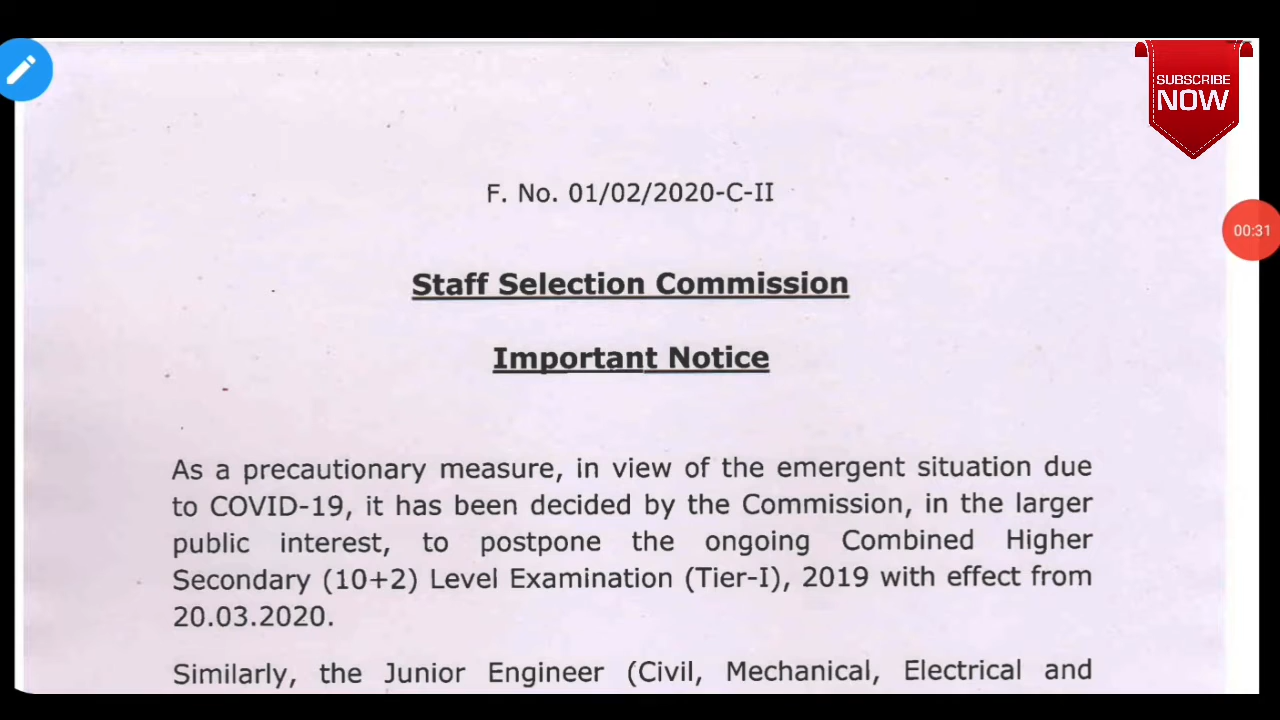 SUBSCRIBE
NOW
F. No. 01/02/2020-C-II
00:31
Staff Selection Commission
Important Notice
As a precautionary measure, in view of the emergent situation due
to COVID-19, it has been decided by the Commission, in the larger
public interest, to postpone the ongoing Combined Higher
Secondary (10+2) Level Examination (Tier-I), 2019 with effect from
20.03.2020.
Similarly, the Junior Engineer (Civil, Mechanical, Electrical and